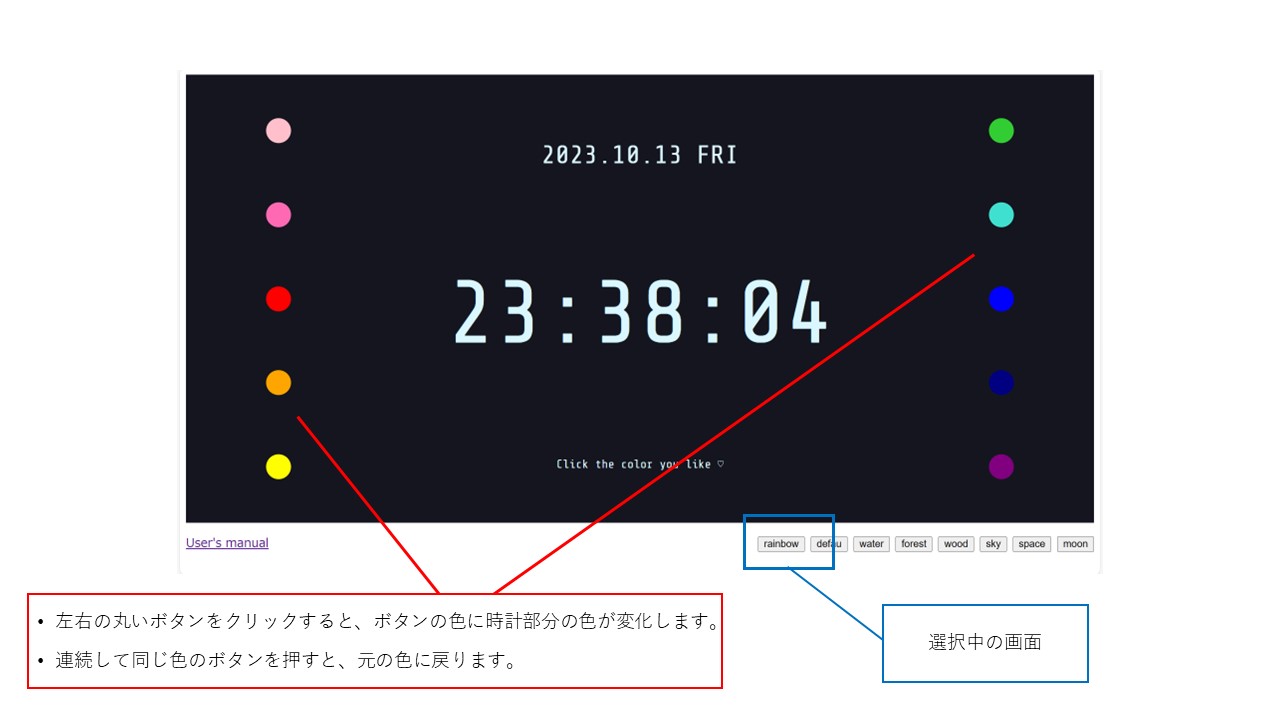 2023.10.13 FRI
23:38:04
Click the color you like ♡
User's manual
rainbow defau water forest wood sky space moon
• 左右の丸いボタンをクリックすると、ボタンの色に時計部分の色が変化します。
• 連続して同じ色のボタンを押すと、元の色に戻ります。
選択中の画面